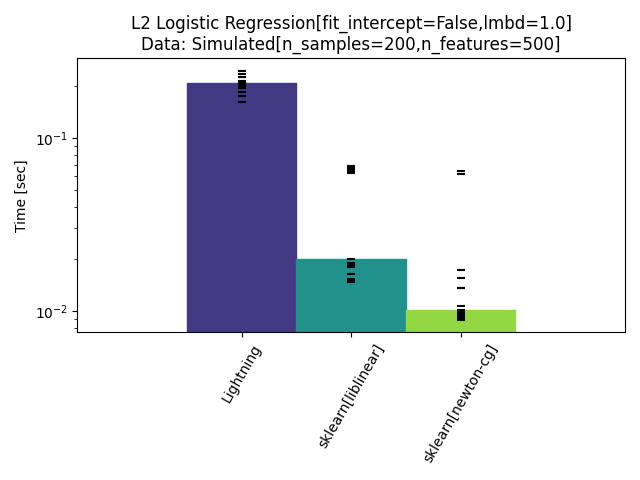 L2 Logistic Regression[fit_intercept=False,lmbd=1.0]
Data: Simulated[n_samples=200,n_features=500]
Time [sec]
10⁻¹
10⁻²
Lightning
sklearn[liblinear]
sklearn[newton-cg]